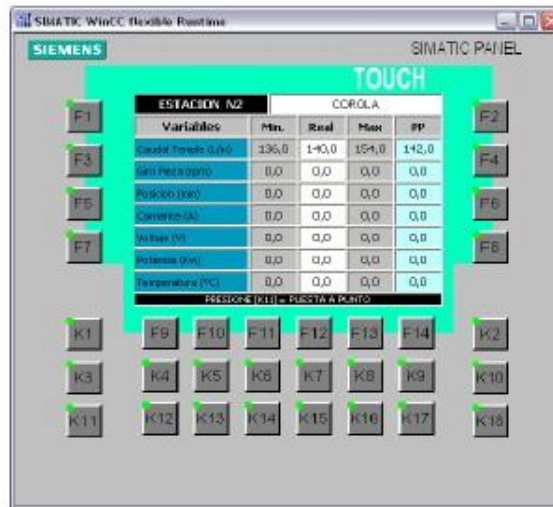 SIMATIC WinCC flexible Runtime
SIEMENS SIMATIC PANEL
TOUCH
ESTACION N2 COROLA
Variables Min. Real Max PP
Caudal Temple (L/m) 136,0 140,0 154,0 142,0
Giro Pieza (rpm) 0,0 0,0 0,0 0,0
Posicion (mm) 0,0 0,0 0,0 0,0
Corriente (A) 0,0 0,0 0,0 0,0
Voltaje (V) 0,0 0,0 0,0 0,0
Potencia (kW) 0,0 0,0 0,0 0,0
Temperatura (ºC) 0,0 0,0 0,0 0,0
PRESIONE [K11] = PUESTA A PUNTO
F1 F2
F3 F4
F5 F6
F7 F8
K1 F9 F10 F11 F12 F13 F14 K2
K3 K4 K5 K6 K7 K8 K9 K10
K11 K12 K13 K14 K15 K16 K17 K18